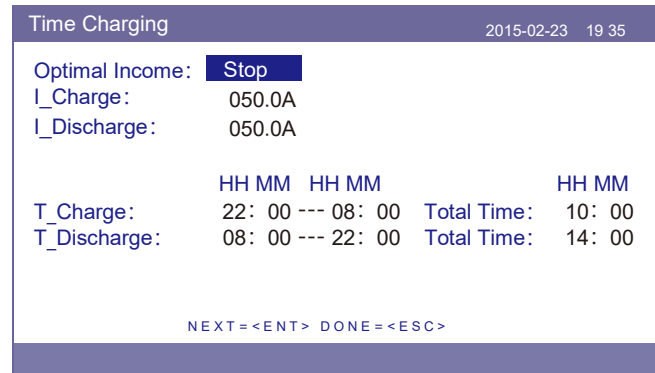 Time Charging 2015-02-23 19 35
Optimal Income: Stop
I_Charge: 050.0A
I_Discharge: 050.0A
HH MM HH MM HH MM
T_Charge: 22: 00 --- 08: 00 Total Time: 10: 00
T_Discharge: 08: 00 --- 22: 00 Total Time: 14: 00
NEXT=<ENT> DONE=<ESC>